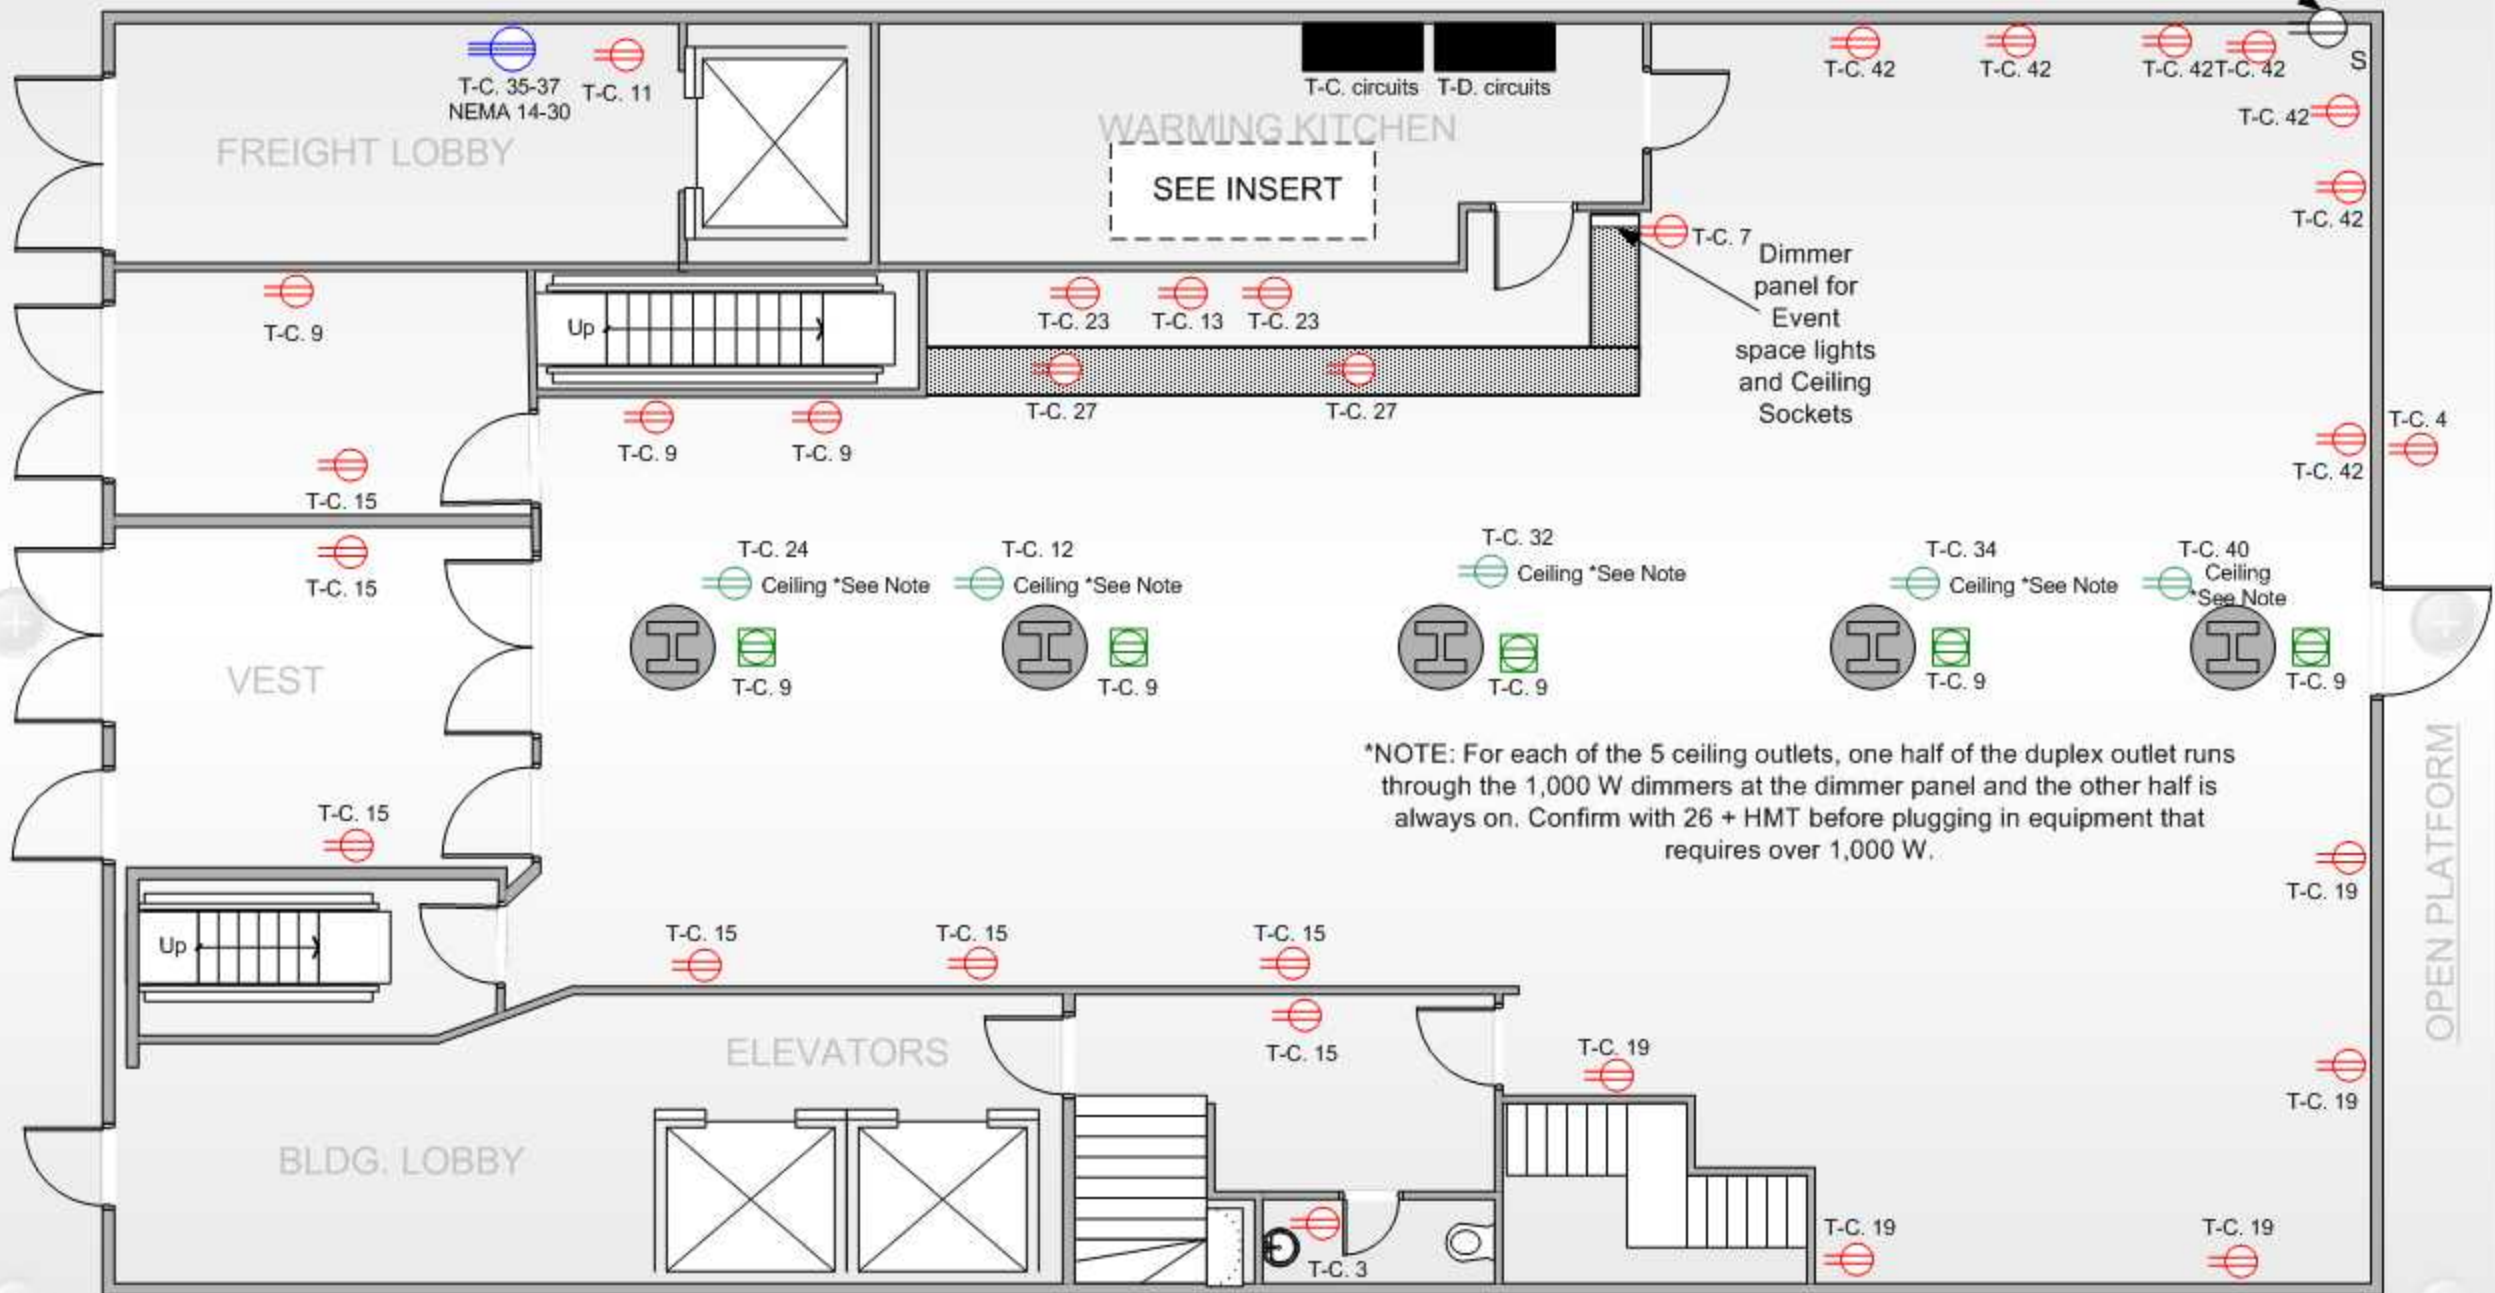 T-C. 35-37
NEMA 14-30
T-C. 11
FREIGHT LOBBY
T-C. circuits
T-D. circuits
WARMING KITCHEN
SEE INSERT
T-C. 42
T-C. 42
T-C. 42
T-C. 42
S
T-C. 42
T-C. 42
T-C. 7
Dimmer
panel for
Event
space lights
and Ceiling
Sockets
T-C. 9
Up
T-C. 23
T-C. 13
T-C. 23
T-C. 27
T-C. 27
T-C. 9
T-C. 9
T-C. 42
T-C. 4
T-C. 15
T-C. 15
T-C. 24
Ceiling *See Note
T-C. 12
Ceiling *See Note
T-C. 32
Ceiling *See Note
T-C. 34
Ceiling *See Note
T-C. 40
Ceiling
*See Note
VEST
T-C. 9
T-C. 9
T-C. 9
T-C. 9
T-C. 9
*NOTE: For each of the 5 ceiling outlets, one half of the duplex outlet runs
through the 1,000 W dimmers at the dimmer panel and the other half is
always on. Confirm with 26 + HMT before plugging in equipment that
requires over 1,000 W.
OPEN PLATFORM
T-C. 15
T-C. 19
Up
T-C. 15
T-C. 15
T-C. 15
ELEVATORS
T-C. 15
T-C. 19
T-C. 19
BLDG. LOBBY
T-C. 3
T-C. 19
T-C. 19